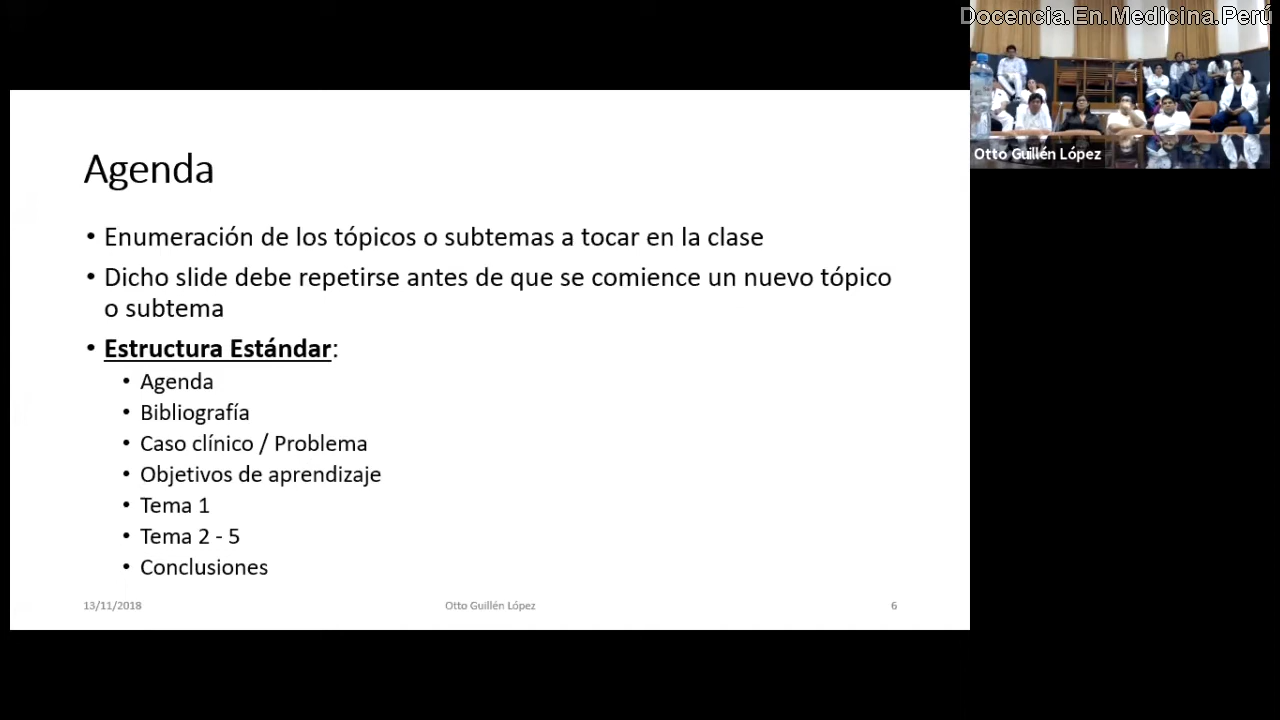 Docencia.En.Medicina.Perú
Otto Guillén López
Agenda
• Enumeración de los tópicos o subtemas a tocar en la clase
• Dicho slide debe repetirse antes de que se comience un nuevo tópico
o subtema
• Estructura Estándar:
• Agenda
• Bibliografía
• Caso clínico / Problema
• Objetivos de aprendizaje
• Tema 1
• Tema 2 - 5
• Conclusiones
13/11/2018
Otto Guillén López
6